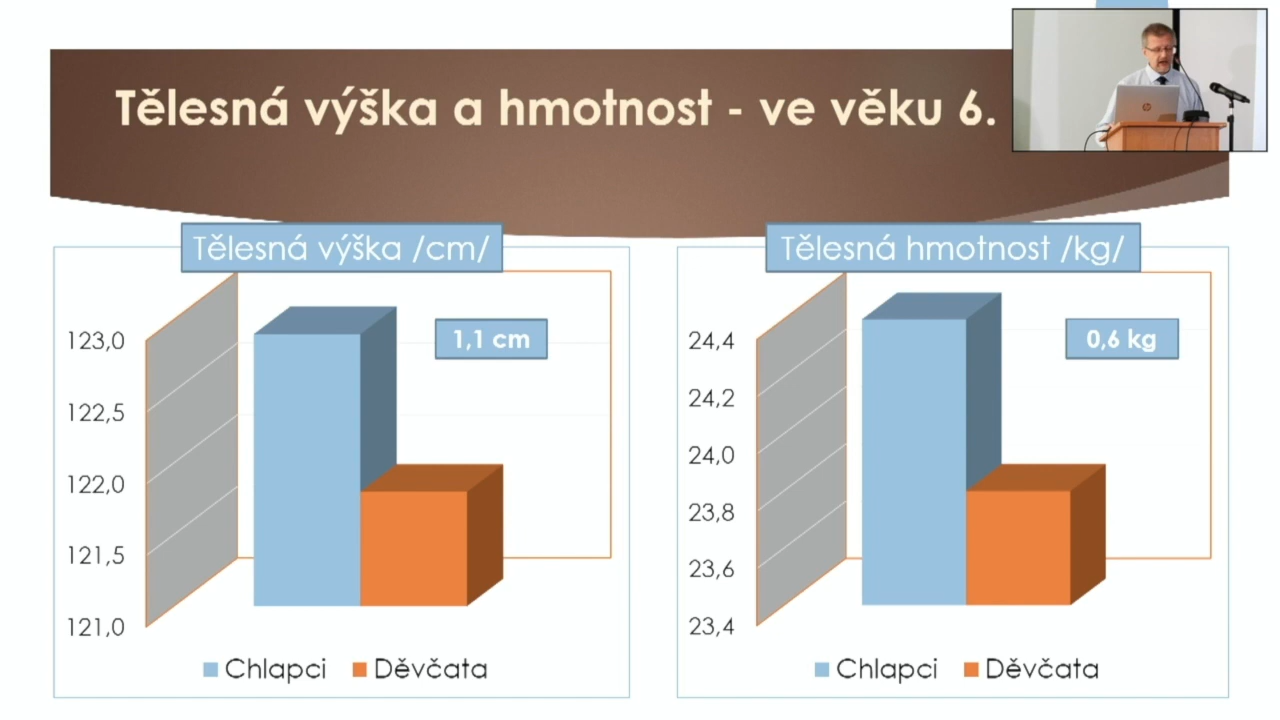 Tělesná výška a hmotnost - ve věku 6.
Tělesná výška /cm/
123,0
122,5
122,0
121,5
121,0
1,1 cm
Chlapci Děvčata
Tělesná hmotnost /kg/
24,4
24,2
24,0
23,8
23,6
23,4
0,6 kg
Chlapci Děvčata